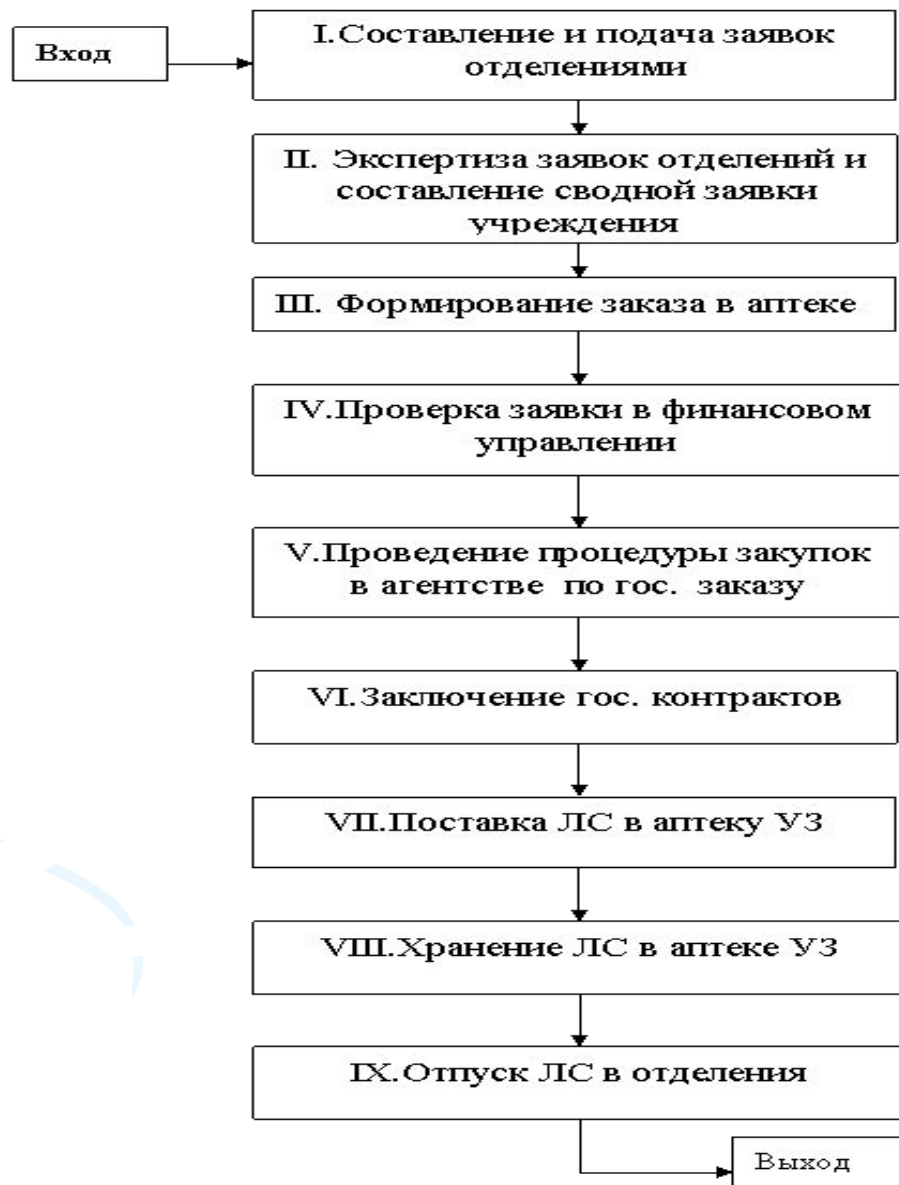 Вход
I.Составление и подача заявок
отделениями
II. Экспертиза заявок отделений и
составление сводной заявки
учреждения
III. Формирование заказа в аптеке
IV.Проверка заявки в финансовом
управлении
V.Проведение процедуры закупок
в агентстве по гос. заказу
VI.Заключение гос. контрактов
VII.Поставка ЛС в аптеку УЗ
VIII.Хранение ЛС в аптеке УЗ
IX.Отпуск ЛС в отделения
Выход